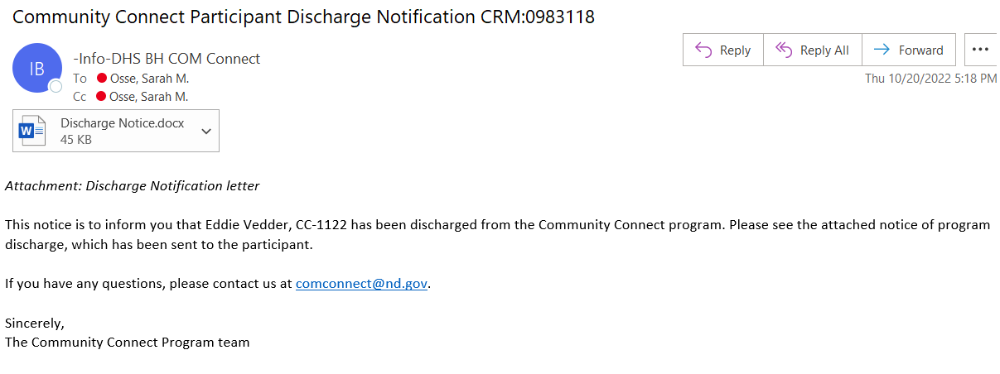 Community Connect Participant Discharge Notification CRM:0983118
IB
-Info-DHS BH COM Connect
To Osse, Sarah M.
Cc Osse, Sarah M.
Reply
Reply All
Forward
Thu 10/20/2022 5:18 PM
W
Discharge Notice.docx
45 KB
Attachment: Discharge Notification letter
This notice is to inform you that Eddie Vedder, CC-1122 has been discharged from the Community Connect program. Please see the attached notice of program
discharge, which has been sent to the participant.
If you have any questions, please contact us at comconnect@nd.gov.
Sincerely,
The Community Connect Program team